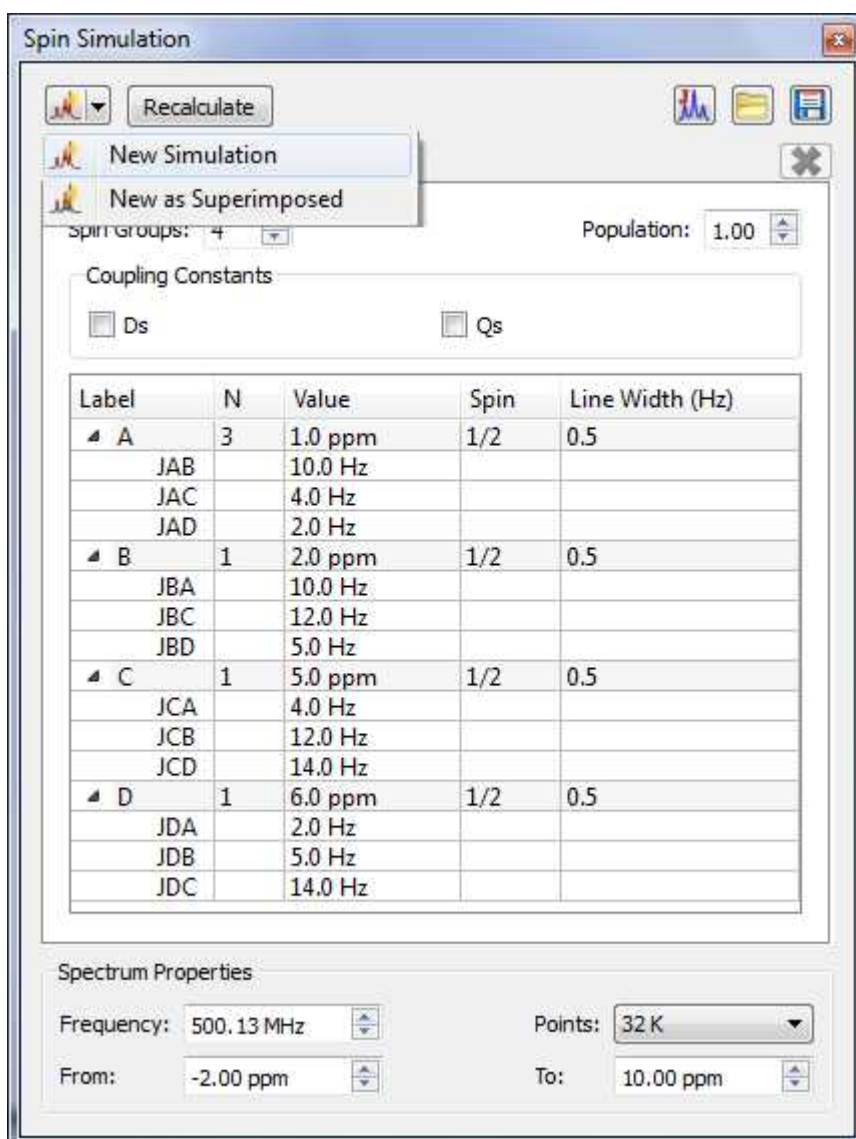 Spin Simulation
Recalculate
New Simulation
New as Superimposed
Spin Groups: 4 Population: 1.00
Coupling Constants
Ds Qs
Label N Value Spin Line Width (Hz)
A 3 1.0 ppm 1/2 0.5
JAB 10.0 Hz
JAC 4.0 Hz
JAD 2.0 Hz
B 1 2.0 ppm 1/2 0.5
JBA 10.0 Hz
JBC 12.0 Hz
JBD 5.0 Hz
C 1 5.0 ppm 1/2 0.5
JCA 4.0 Hz
JCB 12.0 Hz
JCD 14.0 Hz
D 1 6.0 ppm 1/2 0.5
JDA 2.0 Hz
JDB 5.0 Hz
JDC 14.0 Hz
Spectrum Properties
Frequency: 500.13 MHz Points: 32 K
From: -2.00 ppm To: 10.00 ppm